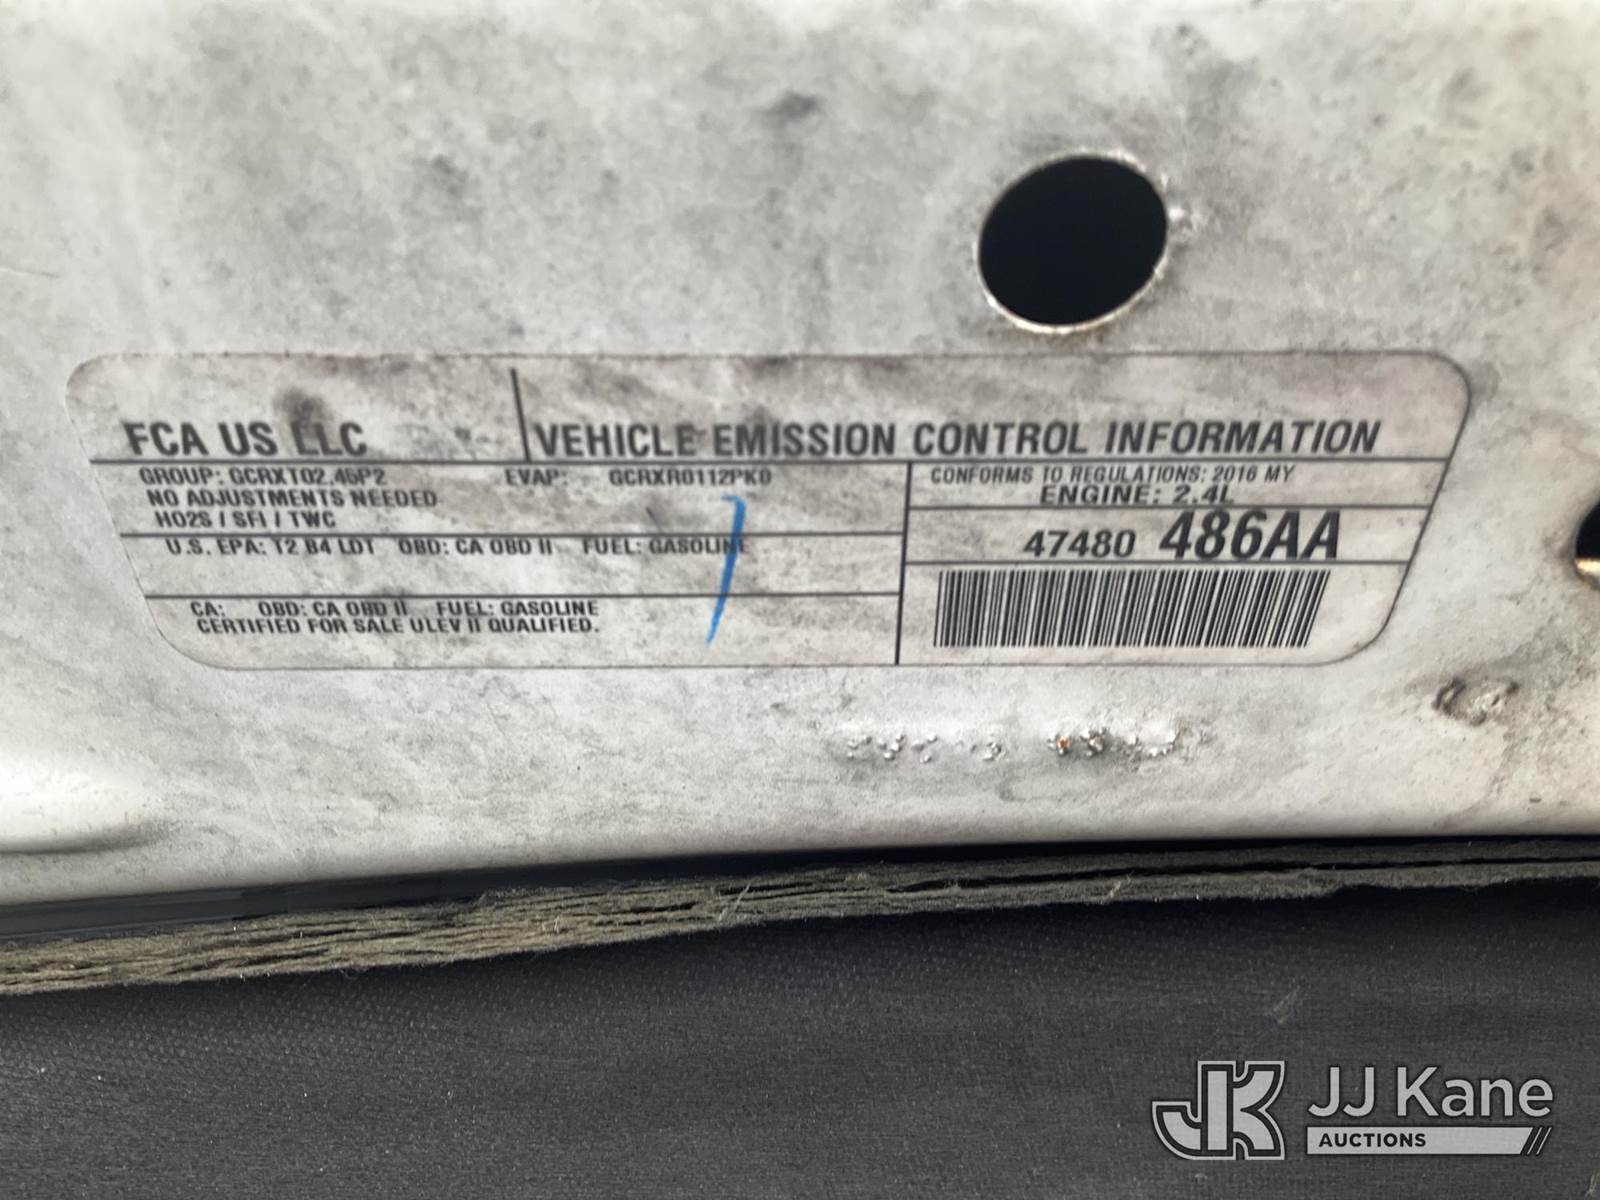 FCA US LLC VEHICLE EMISSION CONTROL INFORMATION
GROUP: GCRXT02.45P2 EVAP: GCRXR0112PK0
NO ADJUSTMENTS NEEDED
HO2S / SFI / TWC
U.S. EPA: T2 B4 LDT OBD: CA OBD II FUEL: GASOLINE
CA: OBD: CA OBD II FUEL: GASOLINE
CERTIFIED FOR SALE ULEV II QUALIFIED.
CONFORMS TO REGULATIONS: 2016 MY
ENGINE: 2.4L
47480 486AA
JK JJ Kane
AUCTIONS